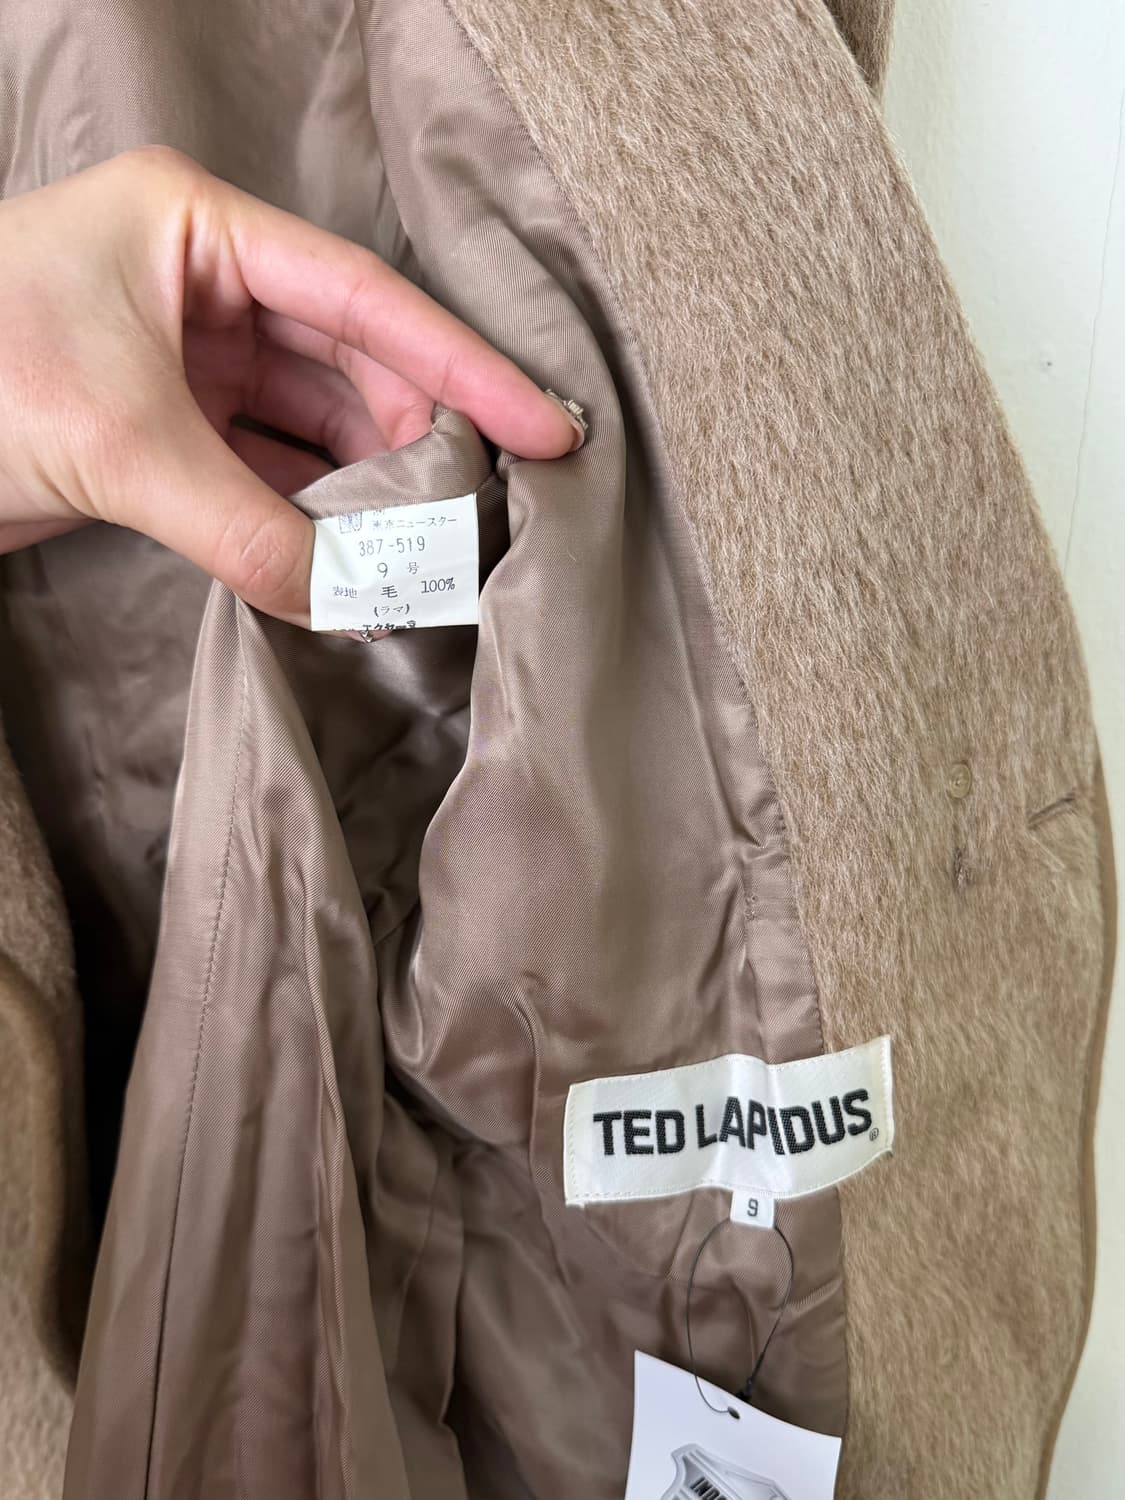 東京ニュースター
387-519
9 号
表地 毛 100%
(ラマ)
TED LAPIDUS®
9